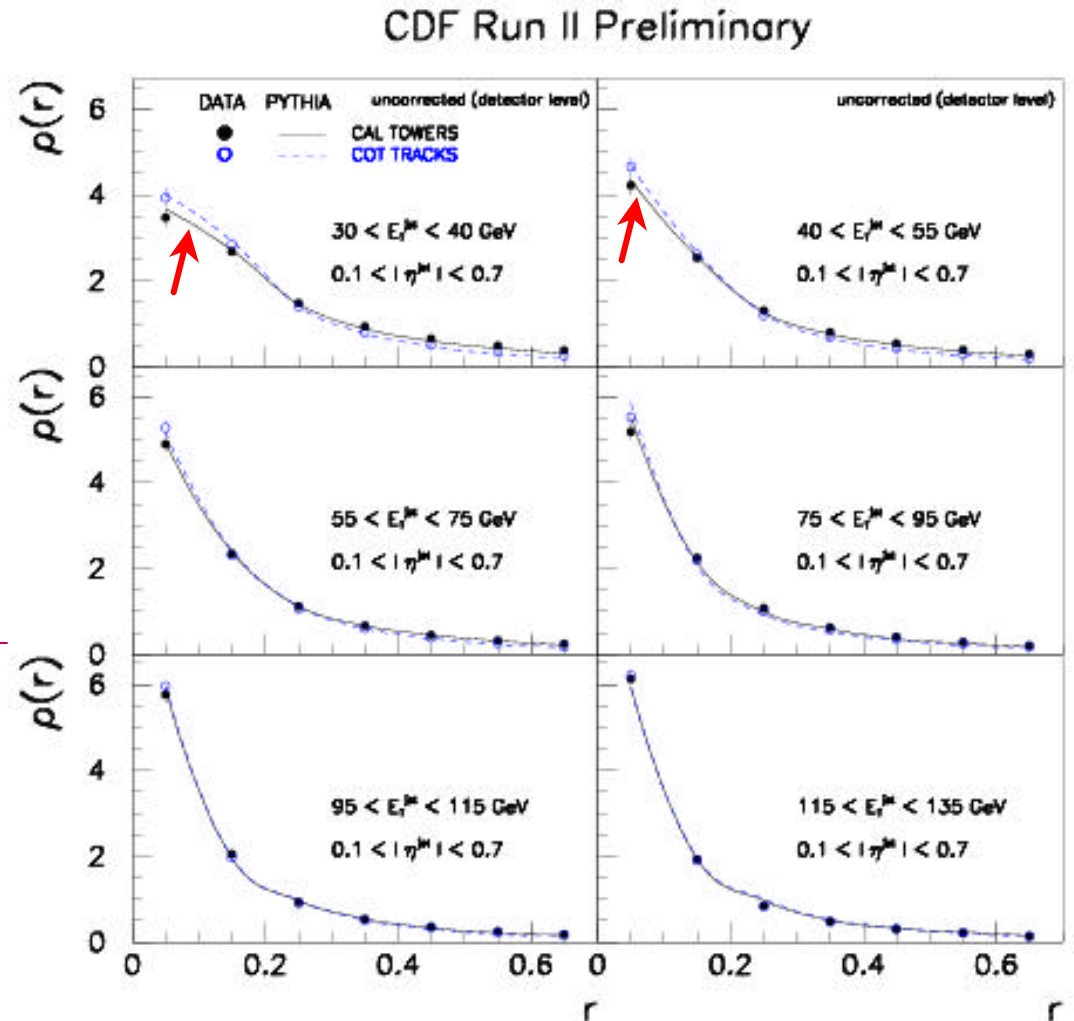 CDF Run II Preliminary
ρ(r)
6
4
2
0
DATA PYTHIA uncorrected (detector level)
CAL TOWERS
COT TRACKS
30 < E_T^jet < 40 GeV
0.1 < | η^jet | < 0.7
uncorrected (detector level)
40 < E_T^jet < 55 GeV
0.1 < | η^jet | < 0.7
ρ(r)
6
4
2
0
55 < E_T^jet < 75 GeV
0.1 < | η^jet | < 0.7
75 < E_T^jet < 95 GeV
0.1 < | η^jet | < 0.7
ρ(r)
6
4
2
0
95 < E_T^jet < 115 GeV
0.1 < | η^jet | < 0.7
115 < E_T^jet < 135 GeV
0.1 < | η^jet | < 0.7
0 0.2 0.4 0.6 0 0.2 0.4 0.6
r r